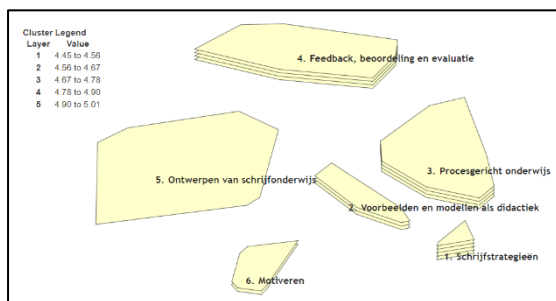 Cluster Legend
Layer Value
1 4.45 to 4.56
2 4.56 to 4.67
3 4.67 to 4.78
4 4.78 to 4.90
5 4.90 to 5.01
4. Feedback, beoordeling en evaluatie
3. Procesgericht onderwijs
5. Ontwerpen van schrijfonderwijs
2. Voorbeelden en modellen als didactiek
1. Schrijfstrategieën
6. Motiveren